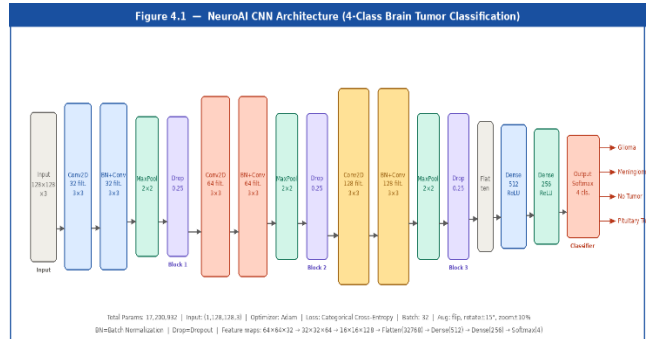 Figure 4.1 — NeuroAI CNN Architecture (4-Class Brain Tumor Classification)
Input
128×128
×3
Input
Conv2D
32 filt.
3×3
BN+Conv
32 filt.
3×3
MaxPool
2×2
Drop
0.25
Block 1
Conv2D
64 filt.
3×3
BN+Conv
64 filt.
3×3
MaxPool
2×2
Drop
0.25
Block 2
Conv2D
128 filt.
3×3
BN+Conv
128 filt.
3×3
MaxPool
2×2
Drop
0.25
Block 3
Flat
ten
Dense
512
ReLU
Dense
256
ReLU
Output
Softmax
4 cls.
Classifier
Glioma
Meningiom
No Tumor
Pituitary T
Total Params: 17,200,932 | Input: (1,128,128,3) | Optimizer: Adam | Loss: Categorical Cross-Entropy | Batch: 32 | Aug: flip, rotate±15°, zoom±10%
BN=Batch Normalization | Drop=Dropout | Feature maps: 64×64×32 → 32×32×64 → 16×16×128 → Flatten(32768) → Dense(512) → Dense(256) → Softmax(4)